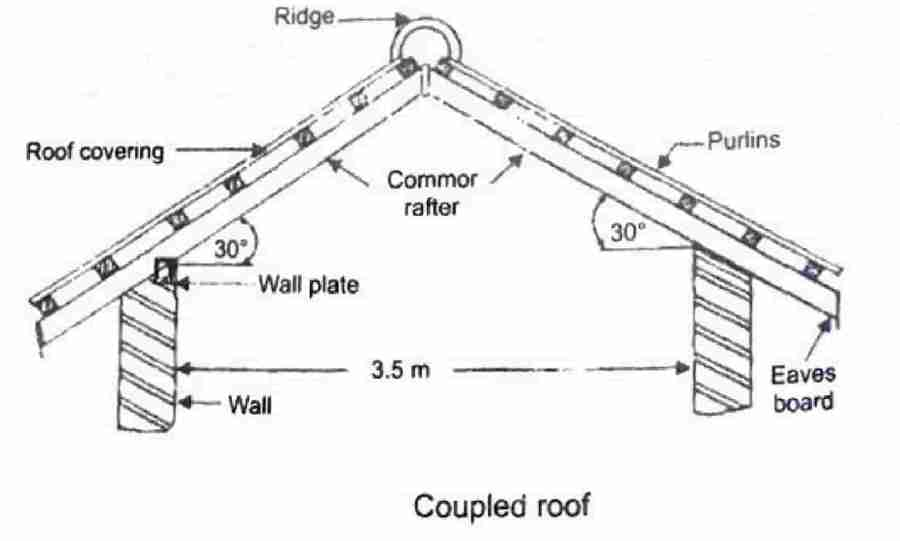 Ridge
Roof covering
Purlins
Commor
rafter
30°
30°
Wall plate
3.5 m
Wall
Eaves
board
Coupled roof